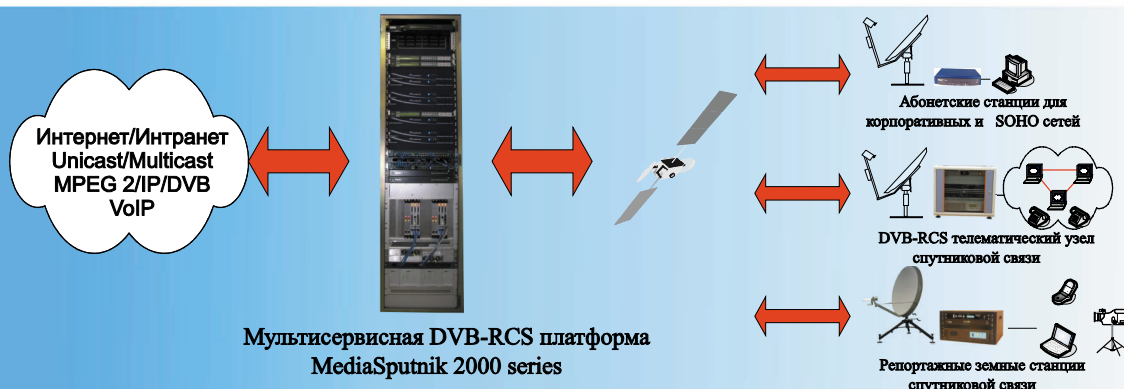 Интернет/Интранет
Unicast/Multicast
MPEG 2/IP/DVB
VoIP
Мультисервисная DVB-RCS платформа
MediaSputnik 2000 series
Абонетские станции для
корпоративных и SOHO сетей
DVB-RCS телематический узел
спутниковой связи
Репортажные земные станции
спутниковой связи